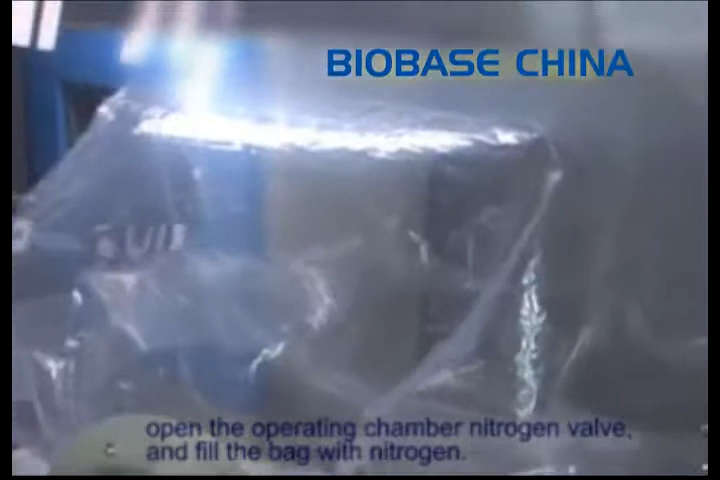 BIOBASE CHINA
open the operating chamber nitrogen valve,
and fill the bag with nitrogen.